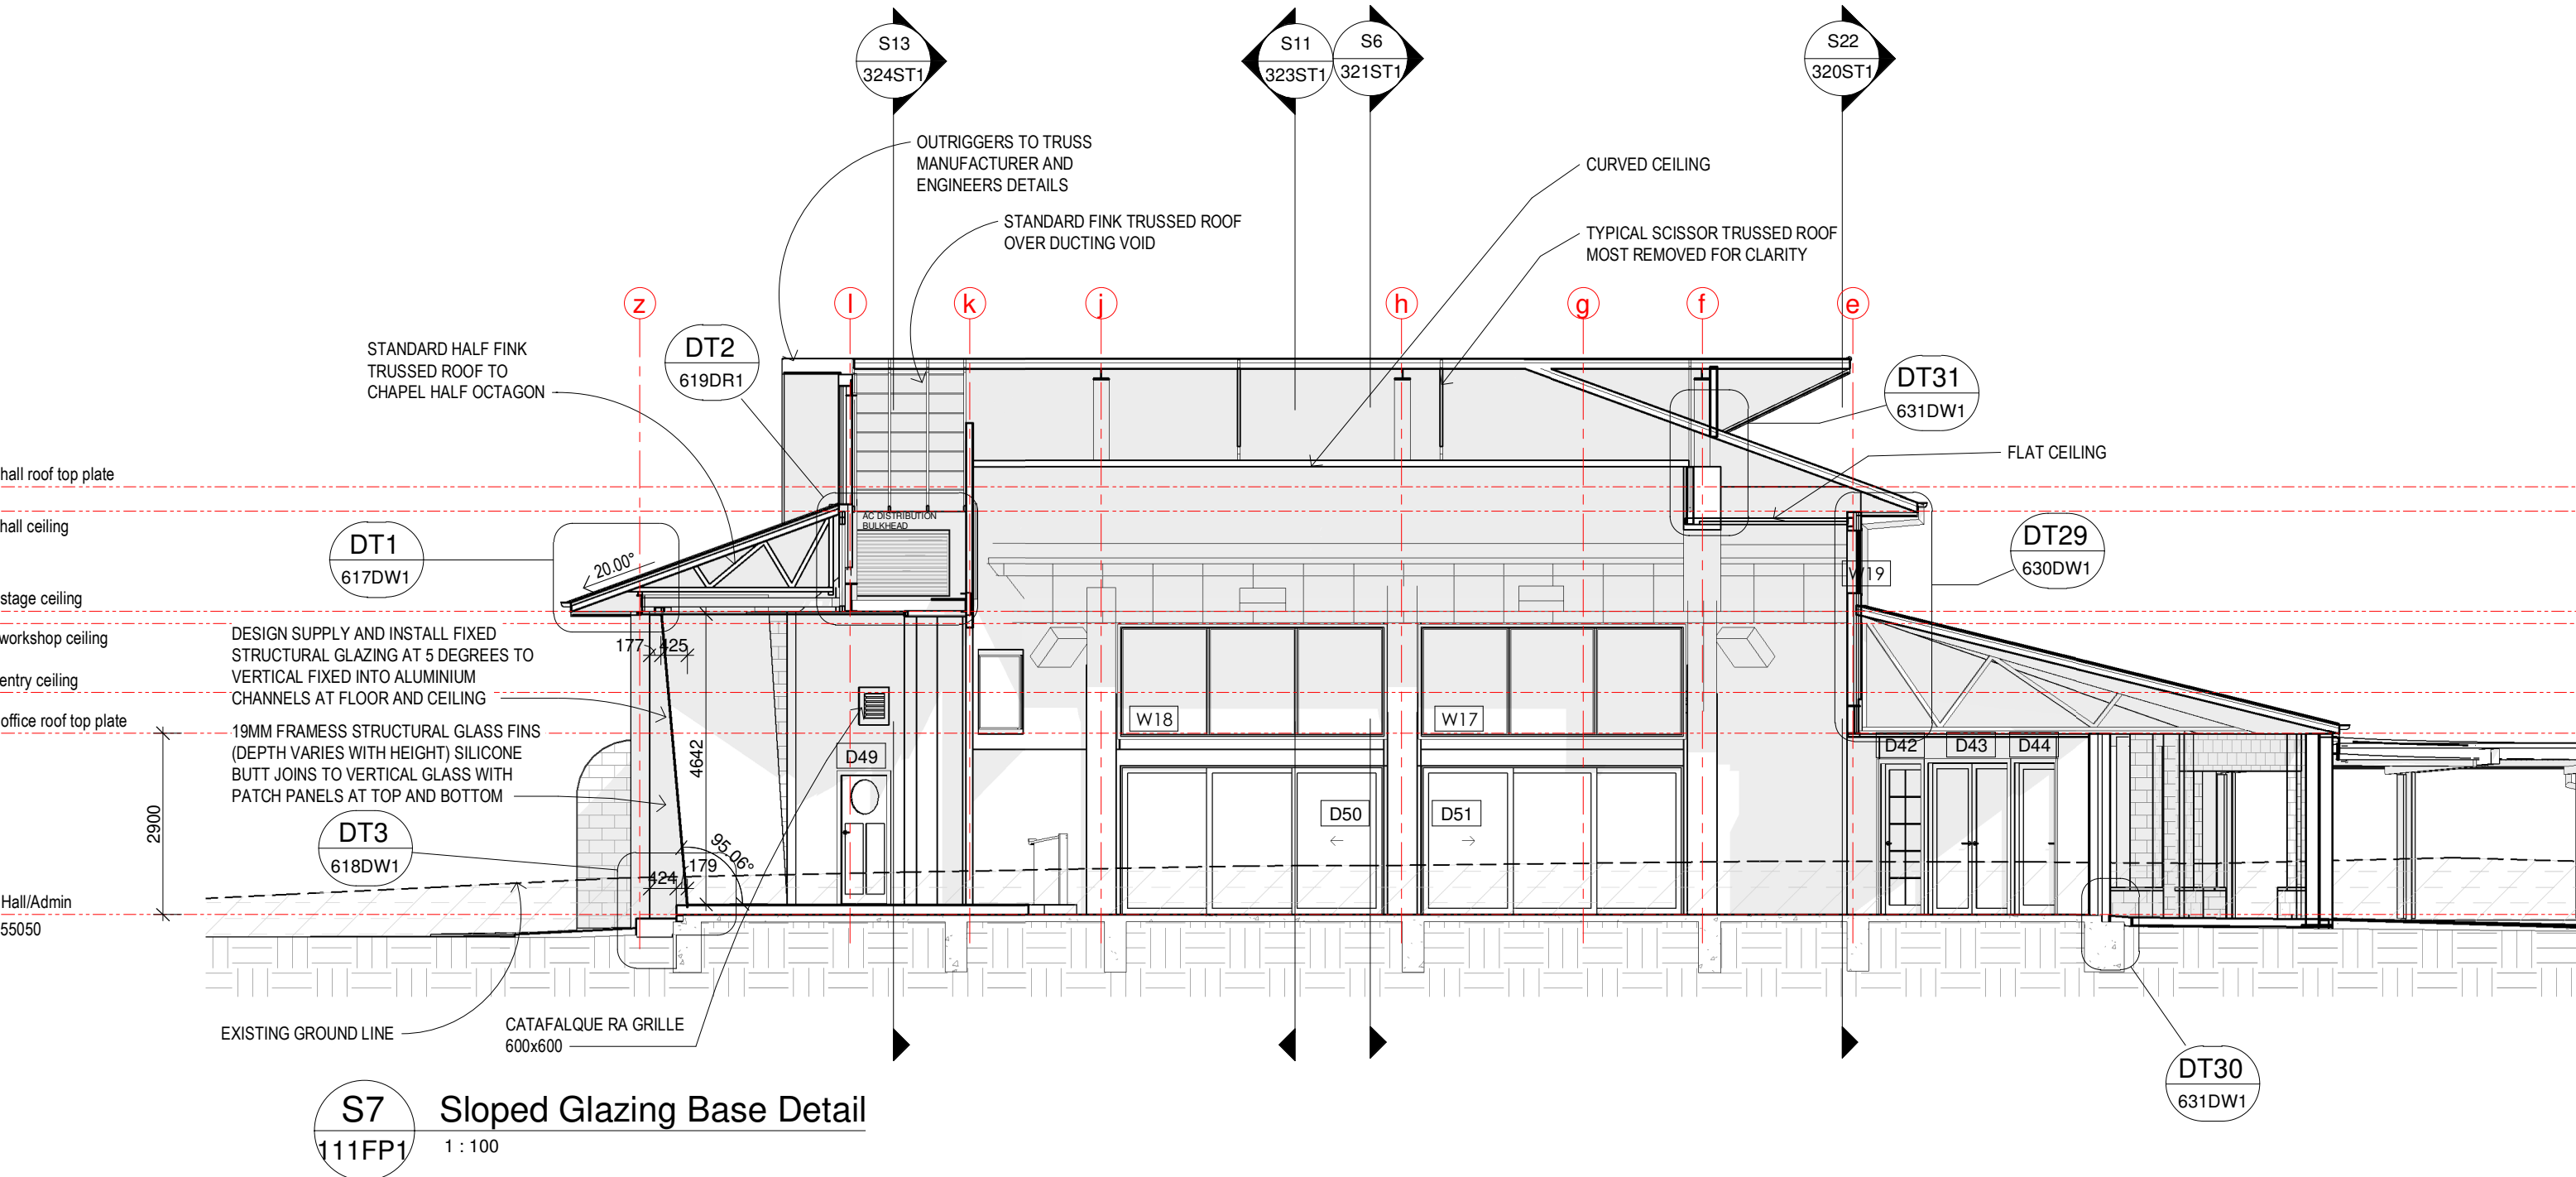 S13
324ST1
S11
323ST1
S6
321ST1
S22
320ST1
OUTRIGGERS TO TRUSS
MANUFACTURER AND
ENGINEERS DETAILS
CURVED CEILING
STANDARD FINK TRUSSED ROOF
OVER DUCTING VOID
TYPICAL SCISSOR TRUSSED ROOF
MOST REMOVED FOR CLARITY
z
l
k
j
h
g
f
e
STANDARD HALF FINK
TRUSSED ROOF TO
CHAPEL HALF OCTAGON
DT2
619DR1
DT31
631DW1
FLAT CEILING
hall roof top plate
hall ceiling
AC DISTRIBUTION
BULKHEAD
DT1
617DW1
20.00°
DT29
630DW1
W19
stage ceiling
workshop ceiling
entry ceiling
office roof top plate
DESIGN SUPPLY AND INSTALL FIXED
STRUCTURAL GLAZING AT 5 DEGREES TO
VERTICAL FIXED INTO ALUMINIUM
CHANNELS AT FLOOR AND CEILING
177
425
19MM FRAMESS STRUCTURAL GLASS FINS
(DEPTH VARIES WITH HEIGHT) SILICONE
BUTT JOINS TO VERTICAL GLASS WITH
PATCH PANELS AT TOP AND BOTTOM
4642
W18
W17
D49
D42
D43
D44
D50
D51
2900
DT3
618DW1
95.06°
179
424
Hall/Admin
55050
EXISTING GROUND LINE
CATAFALQUE RA GRILLE
600x600
DT30
631DW1
S7
111FP1
Sloped Glazing Base Detail
1 : 100